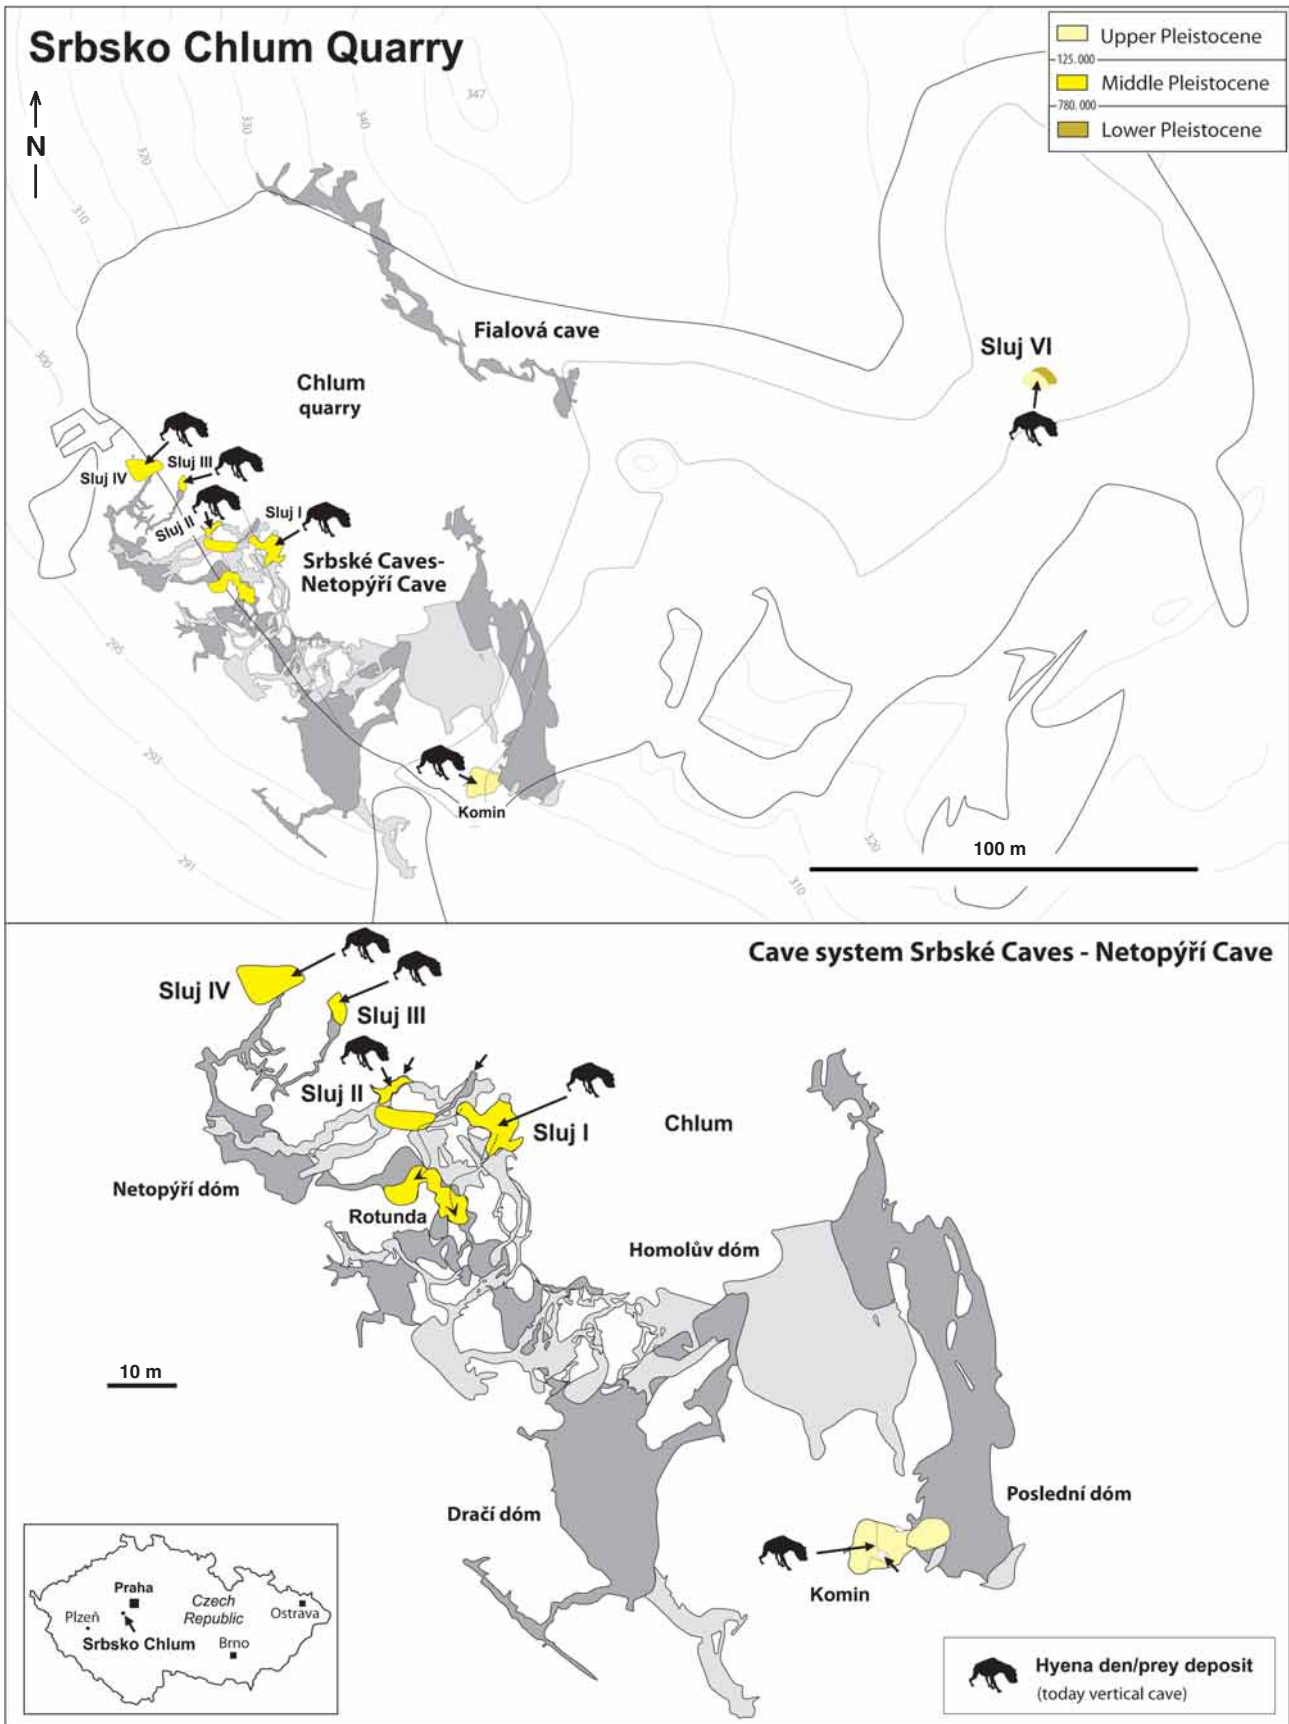 Srbsko Chlum Quarry
N
Upper Pleistocene
125.000
Middle Pleistocene
780.000
Lower Pleistocene
347
340
330
320
310
300
Fialová cave
Sluj VI
Chlum
quarry
Sluj III
Sluj IV
Sluj II
Sluj I
Srbské Caves-
Netopýří Cave
295
293
291
Komin
320
310
100 m
Cave system Srbské Caves - Netopýří Cave
Sluj IV
Sluj III
Sluj II
Sluj I
Chlum
Netopýří dóm
Rotunda
Homolův dóm
10 m
Dračí dóm
Poslední dóm
Komin
Praha
Czech
Republic
Ostrava
Plzeň
Srbsko Chlum
Brno
Hyena den/prey deposit
(today vertical cave)